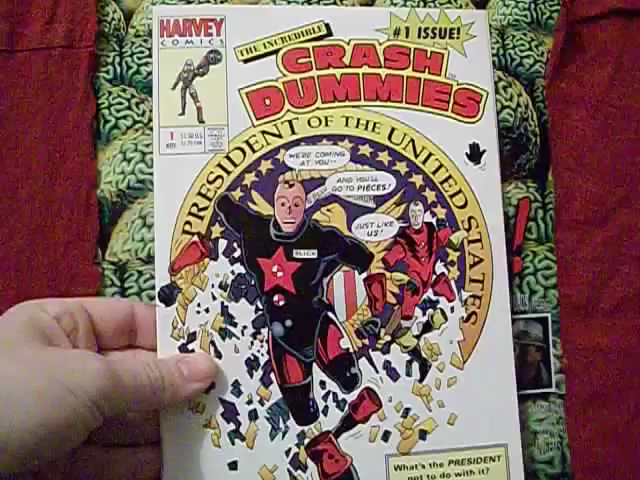 HARVEY
COMICS
THE INCREDIBLE
#1 ISSUE!
CRASH
DUMMIES
1
PRESIDENT OF THE UNITED STATES
WE'RE COMING
AT YOU--
AND YOU'LL
GO TO PIECES!
JUST LIKE
US!
SLICK
What's the PRESIDENT
got to do with it?